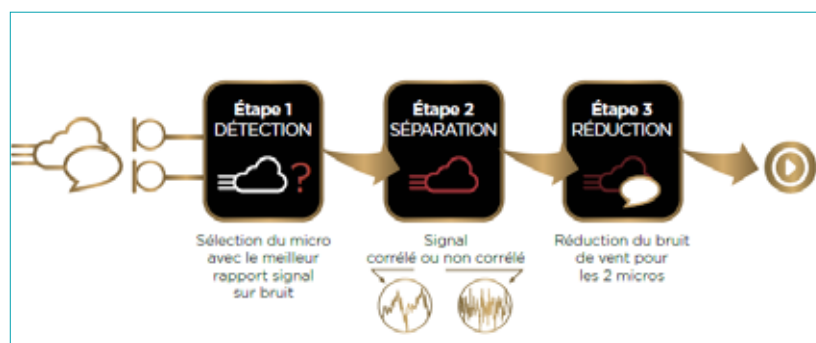 Étape 1
DÉTECTION
?
Sélection du micro
avec le meilleur
rapport signal
sur bruit
Étape 2
SÉPARATION
Signal
corrélé ou non corrélé
Étape 3
RÉDUCTION
Réduction du bruit
de vent pour
les 2 micros